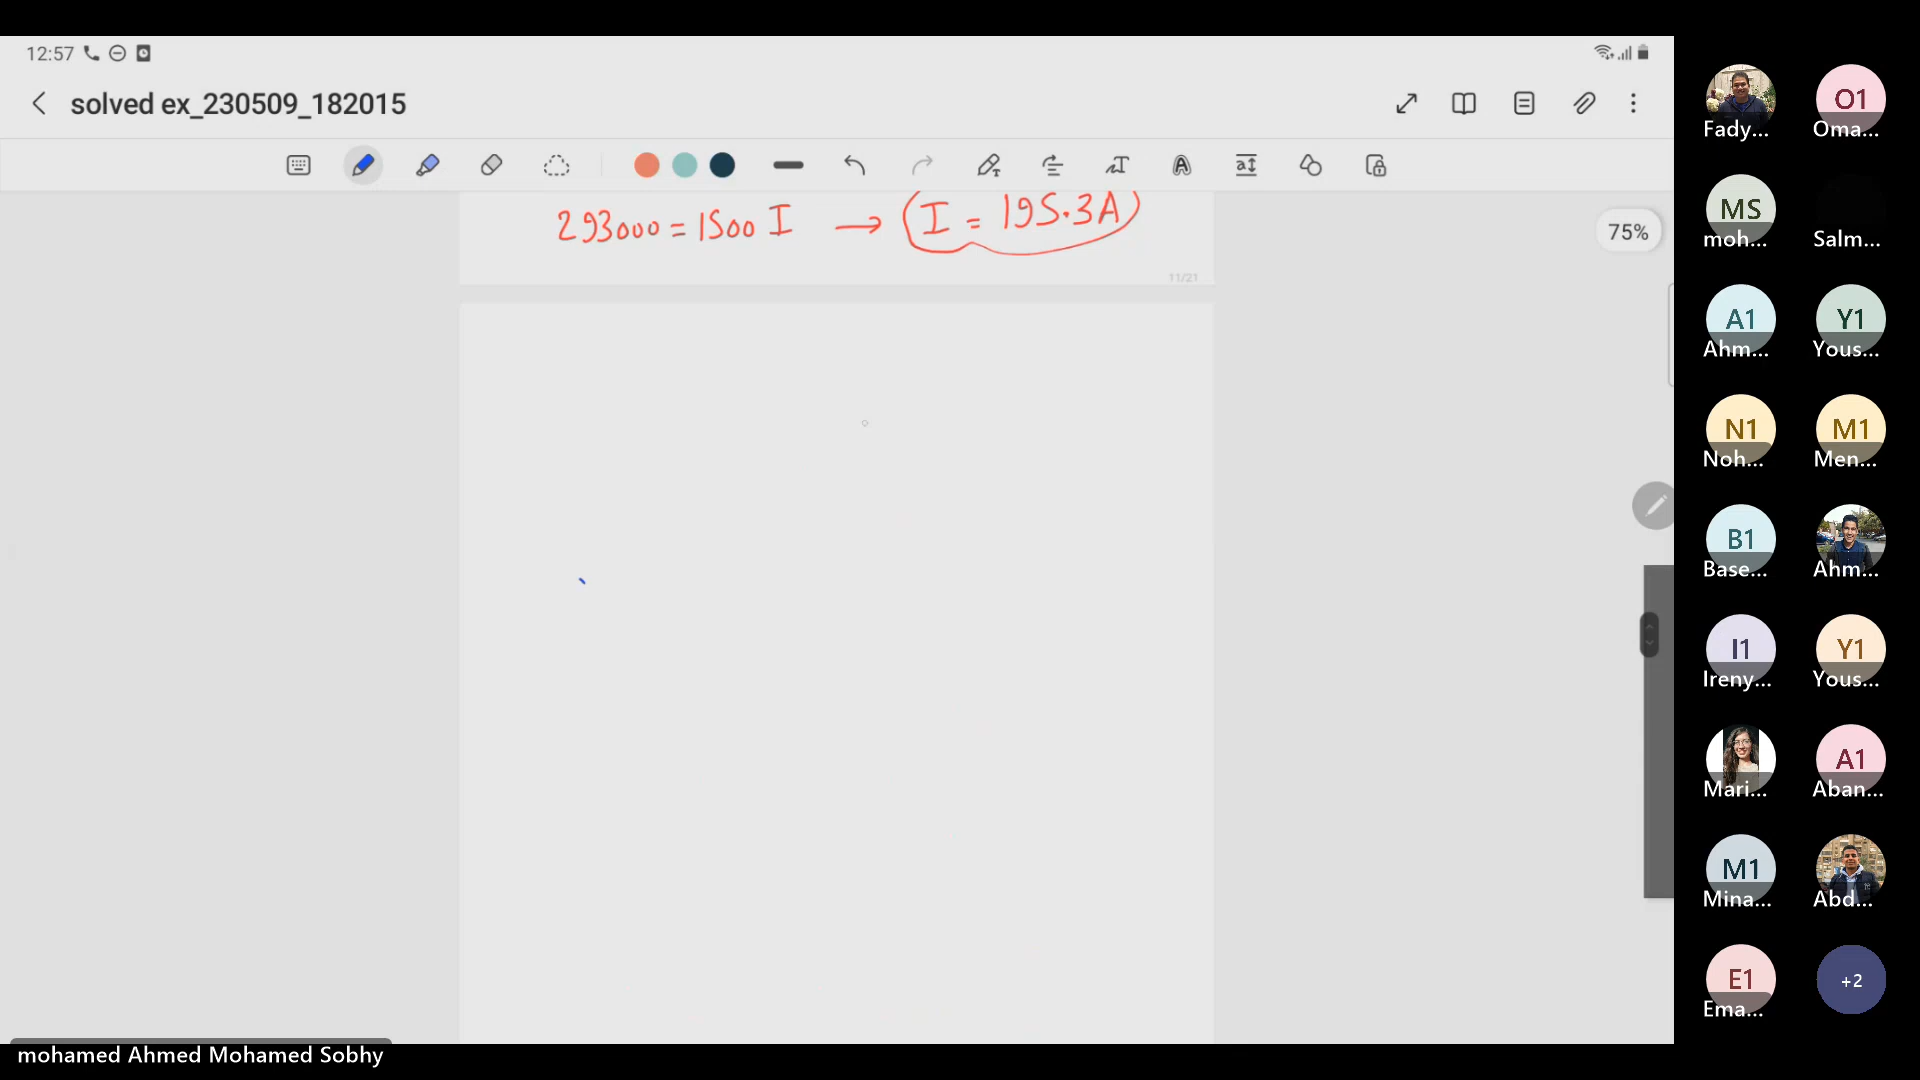 12:57
solved ex_230509_182015
293000 = 1500 I → I = 195.3A
11/21
75%
Fady...
O1
Oma...
MS
moh...
Salm...
A1
Ahm...
Y1
Yous...
N1
Noh...
M1
Men...
B1
Base...
Ahm...
I1
Ireny...
Y1
Yous...
Mari...
A1
Aban...
M1
Mina...
Abd...
E1
Ema...
+2
mohamed Ahmed Mohamed Sobhy